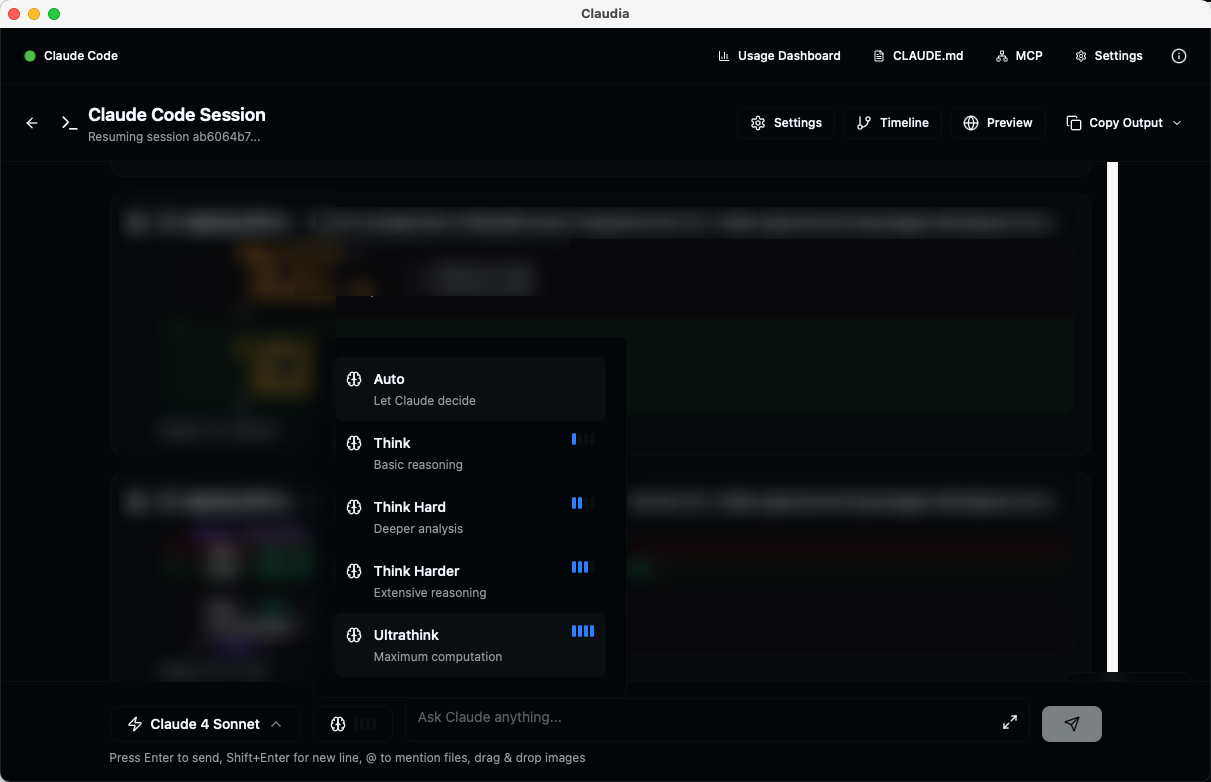 Claudia
Claude Code
Usage Dashboard
CLAUDE.md
MCP
Settings
Claude Code Session
Resuming session ab6064b7...
Settings
Timeline
Preview
Copy Output
Auto
Let Claude decide
Think
Basic reasoning
Think Hard
Deeper analysis
Think Harder
Extensive reasoning
Ultrathink
Maximum computation
Claude 4 Sonnet
Ask Claude anything...
Press Enter to send, Shift+Enter for new line, @ to mention files, drag & drop images